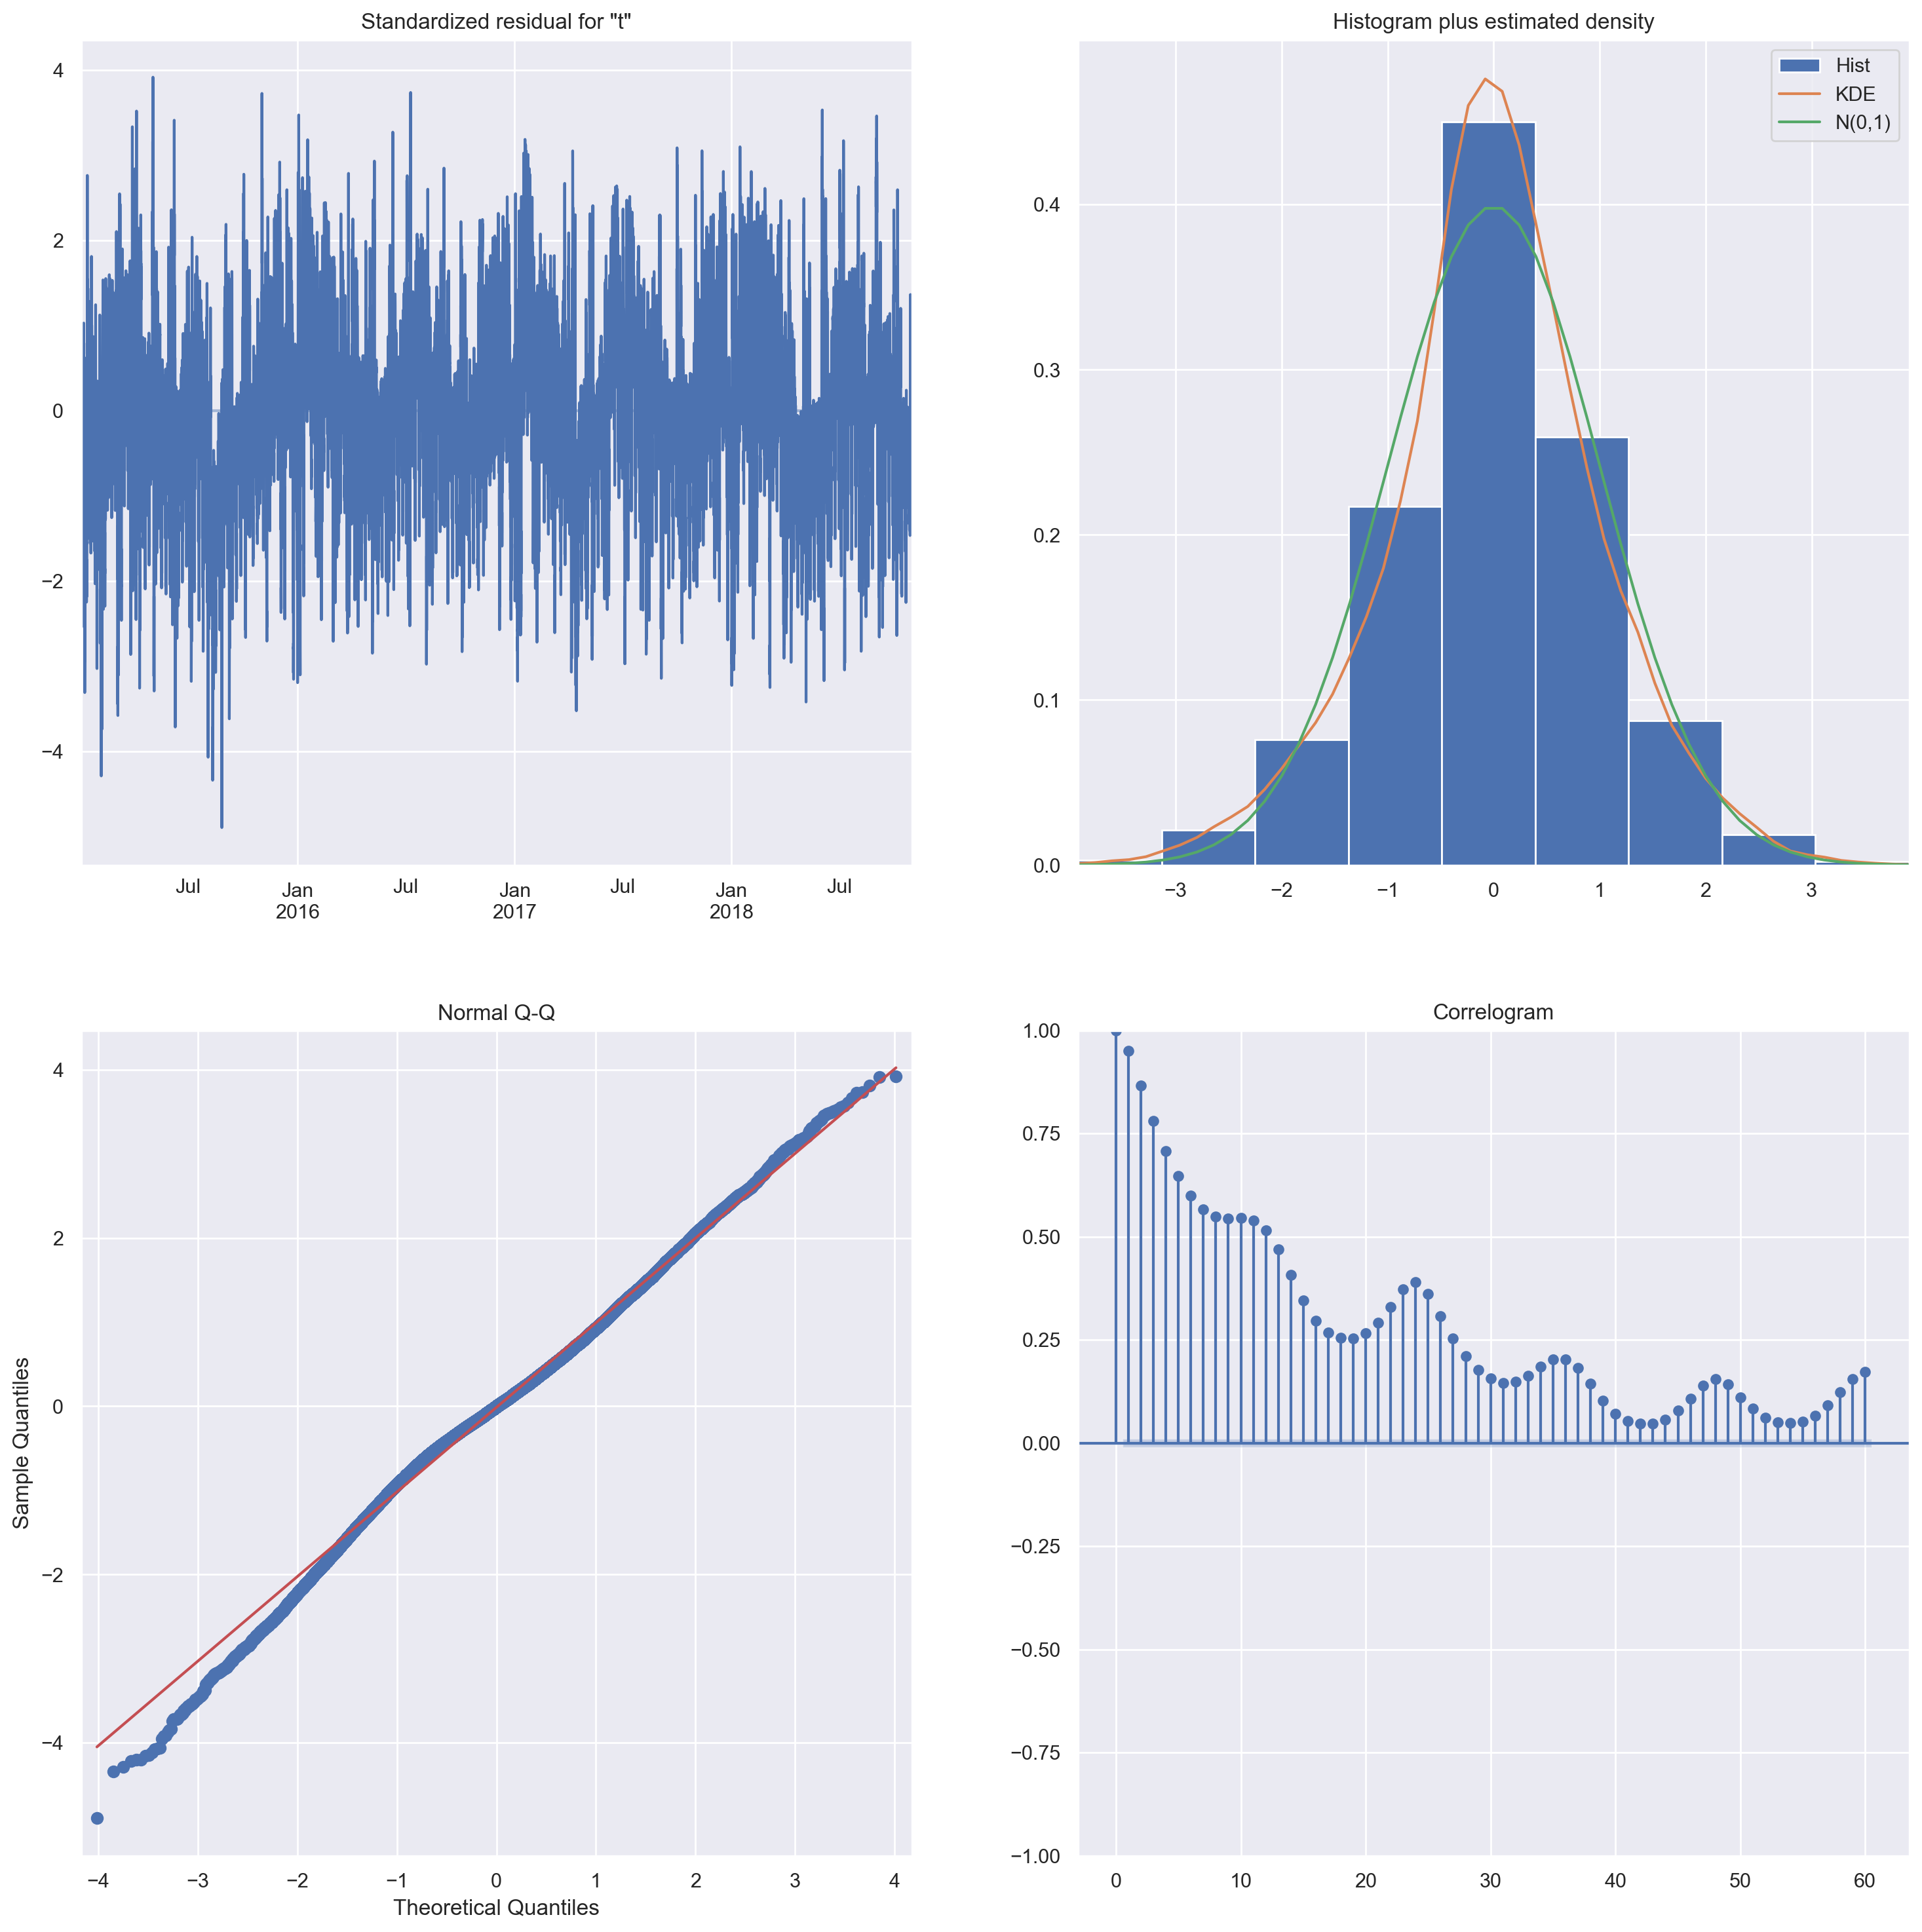 Standardized residual for "t"
4
2
0
−2
−4
Jul
Jan
2016
Jul
Jan
2017
Jul
Jan
2018
Jul
Histogram plus estimated density
Hist
KDE
N(0,1)
0.4
0.3
0.2
0.1
0.0
−3 −2 −1 0 1 2 3
Normal Q-Q
Sample Quantiles
4
2
0
−2
−4
−4 −3 −2 −1 0 1 2 3 4
Theoretical Quantiles
Correlogram
1.00
0.75
0.50
0.25
0.00
−0.25
−0.50
−0.75
−1.00
0 10 20 30 40 50 60